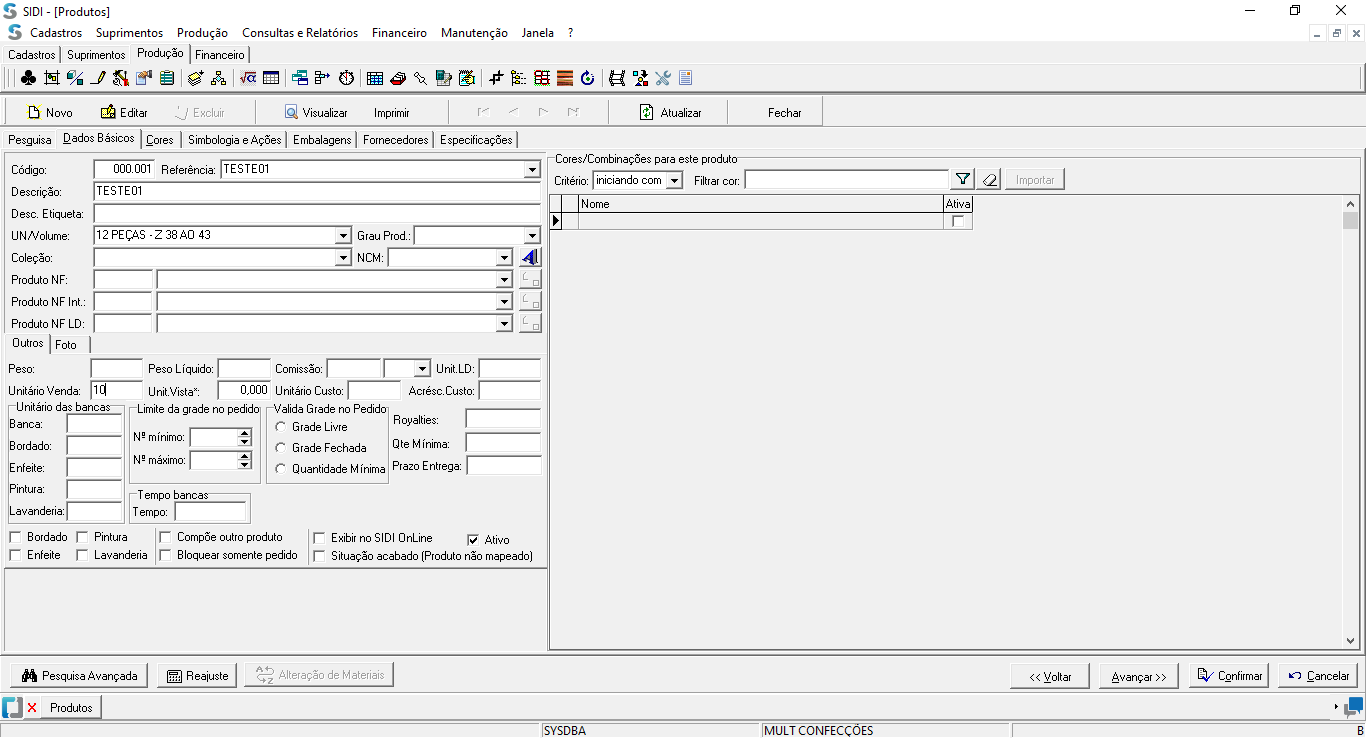 SIDI - [Produtos]
Cadastros Suprimentos Produção Consultas e Relatórios Financeiro Manutenção Janela ?
Cadastros Suprimentos Produção Financeiro
Novo Editar Excluir Visualizar Imprimir Atualizar Fechar
Pesquisa Dados Básicos Cores Simbologia e Ações Embalagens Fornecedores Especificações
Código: 000.001 Referência: TESTE01
Descrição: TESTE01
Desc. Etiqueta:
UN/Volume: 12 PEÇAS - Z 38 AO 43 Grau Prod.:
Coleção: NCM:
Produto NF:
Produto NF Int.:
Produto NF LD:
Cores/Combinações para este produto
Critério: iniciando com Filtrar cor: Importar
Nome Ativa
Outros Foto
Peso: Peso Líquido: Comissão: Unit.LD:
Unitário Venda: 10 Unit.Vista*: 0,000 Unitário Custo: Acrésc.Custo:
Unitário das bancas Limite da grade no pedido Valida Grade no Pedido
Banca: Nº mínimo: Grade Livre Royalties:
Bordado: Nº máximo: Grade Fechada Qte Mínima:
Enfeite: Quantidade Mínima Prazo Entrega:
Pintura: Tempo bancas
Lavanderia: Tempo:
Bordado Pintura Compõe outro produto Exibir no SIDI OnLine Ativo
Enfeite Lavanderia Bloquear somente pedido Situação acabado (Produto não mapeado)
Pesquisa Avançada Reajuste Alteração de Materiais << Voltar Avançar >> Confirmar Cancelar
Produtos
SYSDBA MULT CONFECÇÕES B